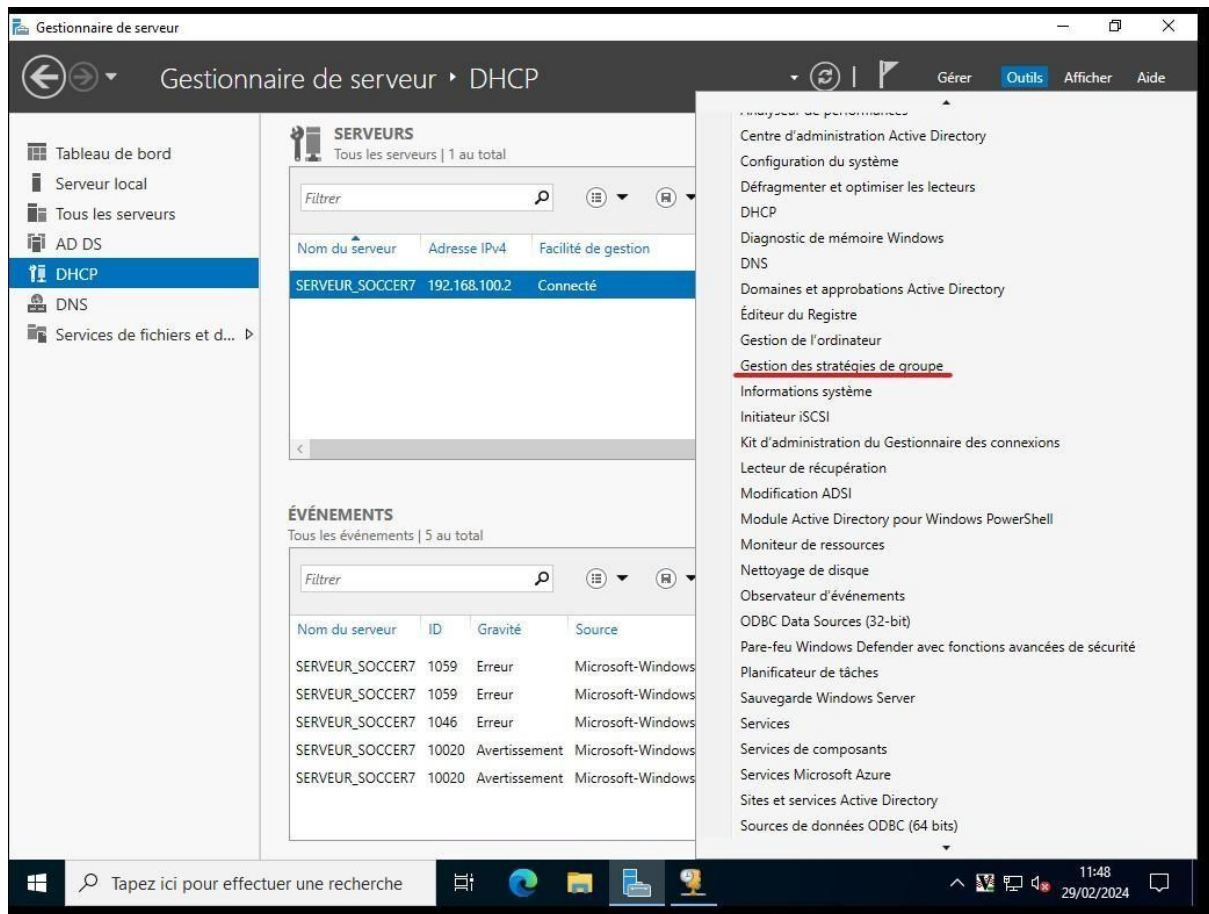 Gestionnaire de serveur
Gestionnaire de serveur ‣ DHCP
Gérer Outils Afficher Aide
Tableau de bord
Serveur local
Tous les serveurs
AD DS
DHCP
DNS
Services de fichiers et d...
SERVEURS
Tous les serveurs | 1 au total
Filtrer
Nom du serveur Adresse IPv4 Facilité de gestion
SERVEUR_SOCCER7 192.168.100.2 Connecté
ÉVÉNEMENTS
Tous les événements | 5 au total
Filtrer
Nom du serveur ID Gravité Source
SERVEUR_SOCCER7 1059 Erreur Microsoft-Windows
SERVEUR_SOCCER7 1059 Erreur Microsoft-Windows
SERVEUR_SOCCER7 1046 Erreur Microsoft-Windows
SERVEUR_SOCCER7 10020 Avertissement Microsoft-Windows
SERVEUR_SOCCER7 10020 Avertissement Microsoft-Windows
Analyseur de performances
Centre d'administration Active Directory
Configuration du système
Défragmenter et optimiser les lecteurs
DHCP
Diagnostic de mémoire Windows
DNS
Domaines et approbations Active Directory
Éditeur du Registre
Gestion de l'ordinateur
Gestion des stratégies de groupe
Informations système
Initiateur iSCSI
Kit d'administration du Gestionnaire des connexions
Lecteur de récupération
Modification ADSI
Module Active Directory pour Windows PowerShell
Moniteur de ressources
Nettoyage de disque
Observateur d'événements
ODBC Data Sources (32-bit)
Pare-feu Windows Defender avec fonctions avancées de sécurité
Planificateur de tâches
Sauvegarde Windows Server
Services
Services de composants
Services Microsoft Azure
Sites et services Active Directory
Sources de données ODBC (64 bits)
Tapez ici pour effectuer une recherche
11:48
29/02/2024